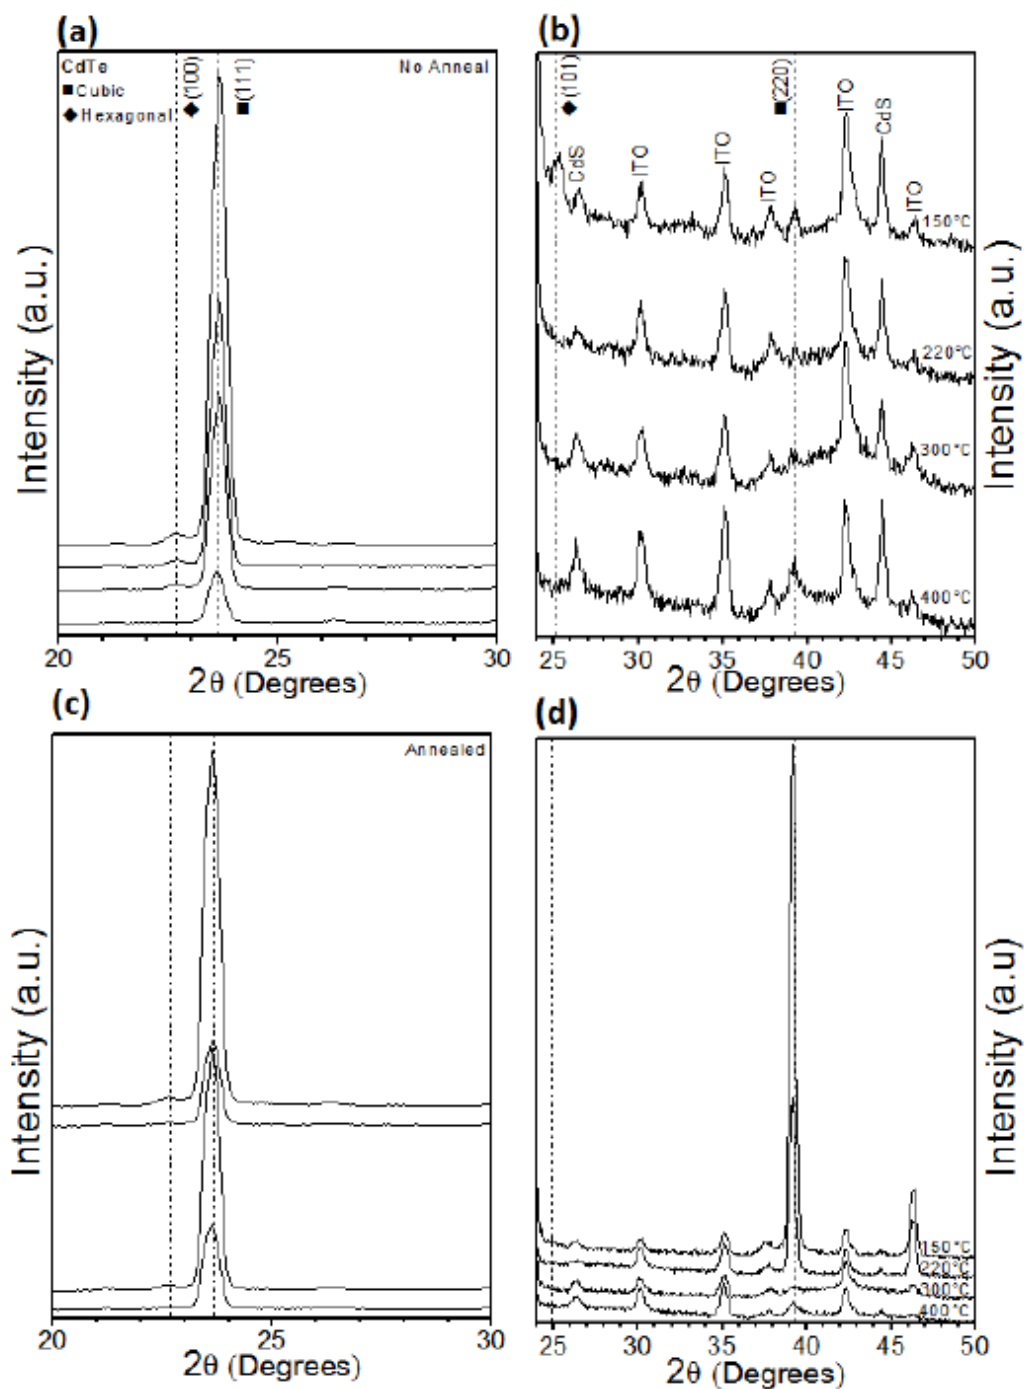 (a)
CdTe
■Cubic
◆Hexagonal
◆(100)
■(111)
No Anneal
Intensity (a.u.)
20
25
30
2θ (Degrees)
(b)
◆(101)
CdS
ITO
ITO
ITO
■(220)
ITO
CdS
ITO
150°C
220°C
300°C
400°C
Intensity (a.u.)
25
30
35
40
45
50
2θ (Degrees)
(c)
Annealed
Intensity (a.u.)
20
25
30
2θ (Degrees)
(d)
150°C
220°C
300°C
400°C
Intensity (a.u)
25
30
35
40
45
50
2θ (Degrees)